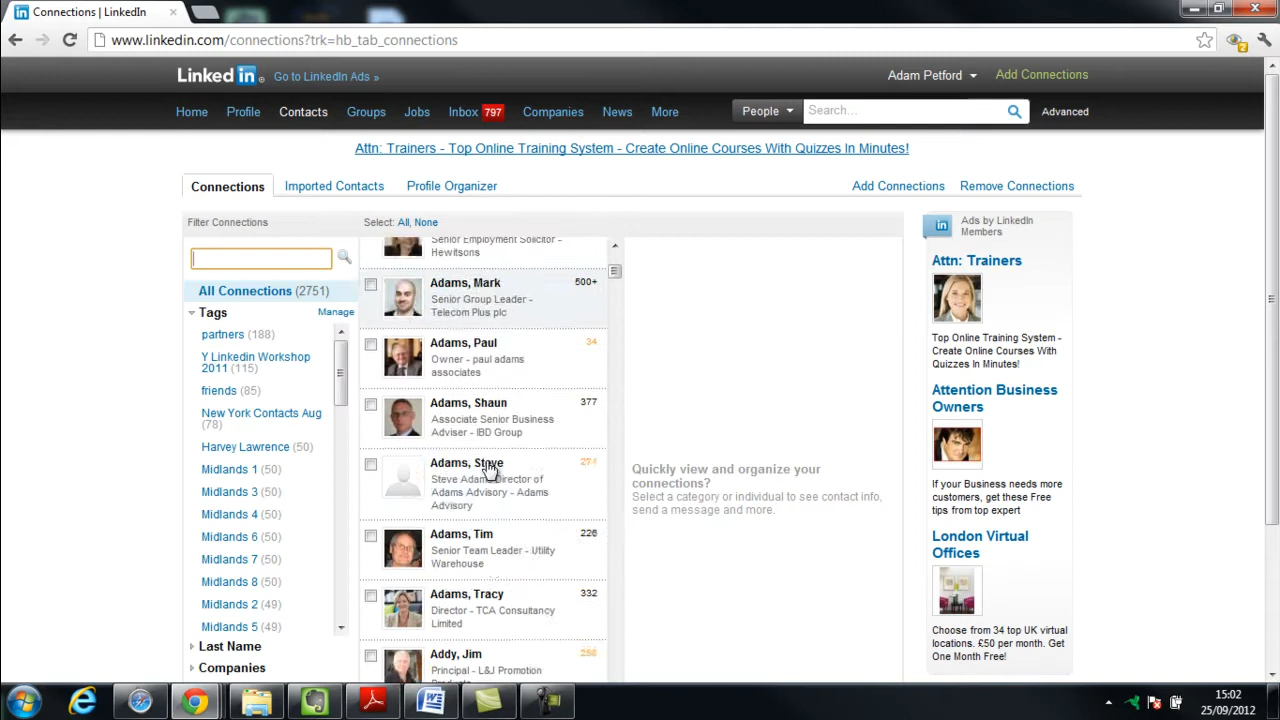 Connections | LinkedIn
www.linkedin.com/connections?trk=hb_tab_connections
2
Linked in Go to LinkedIn Ads »
Adam Petford
Add Connections
Home Profile Contacts Groups Jobs Inbox 797 Companies News More
People Search... Advanced
Attn: Trainers - Top Online Training System - Create Online Courses With Quizzes In Minutes!
Connections Imported Contacts Profile Organizer
Add Connections Remove Connections
Filter Connections
All Connections (2751)
Tags Manage
partners (188)
Y Linkedin Workshop
2011 (115)
friends (85)
New York Contacts Aug
(78)
Harvey Lawrence (50)
Midlands 1 (50)
Midlands 3 (50)
Midlands 4 (50)
Midlands 6 (50)
Midlands 7 (50)
Midlands 8 (50)
Midlands 2 (49)
Midlands 5 (49)
Last Name
Companies
Select: All, None
Senior Employment Solicitor -
Hewitsons
Adams, Mark 500+
Senior Group Leader -
Telecom Plus plc
Adams, Paul 34
Owner - paul adams
associates
Adams, Shaun 377
Associate Senior Business
Adviser - IBD Group
Adams, Steve 274
Steve Adams Director of
Adams Advisory - Adams
Advisory
Adams, Tim 226
Senior Team Leader - Utility
Warehouse
Adams, Tracy 332
Director - TCA Consultancy
Limited
Addy, Jim
Principal - L&J Promotion
Quickly view and organize your
connections?
Select a category or individual to see contact info,
send a message and more.
in Ads by LinkedIn
Members
Attn: Trainers
Top Online Training System -
Create Online Courses With
Quizzes In Minutes!
Attention Business
Owners
If your Business needs more
customers, get these Free
tips from top expert
London Virtual
Offices
Choose from 34 top UK virtual
locations. £50 per month. Get
One Month Free!
15:02
25/09/2012